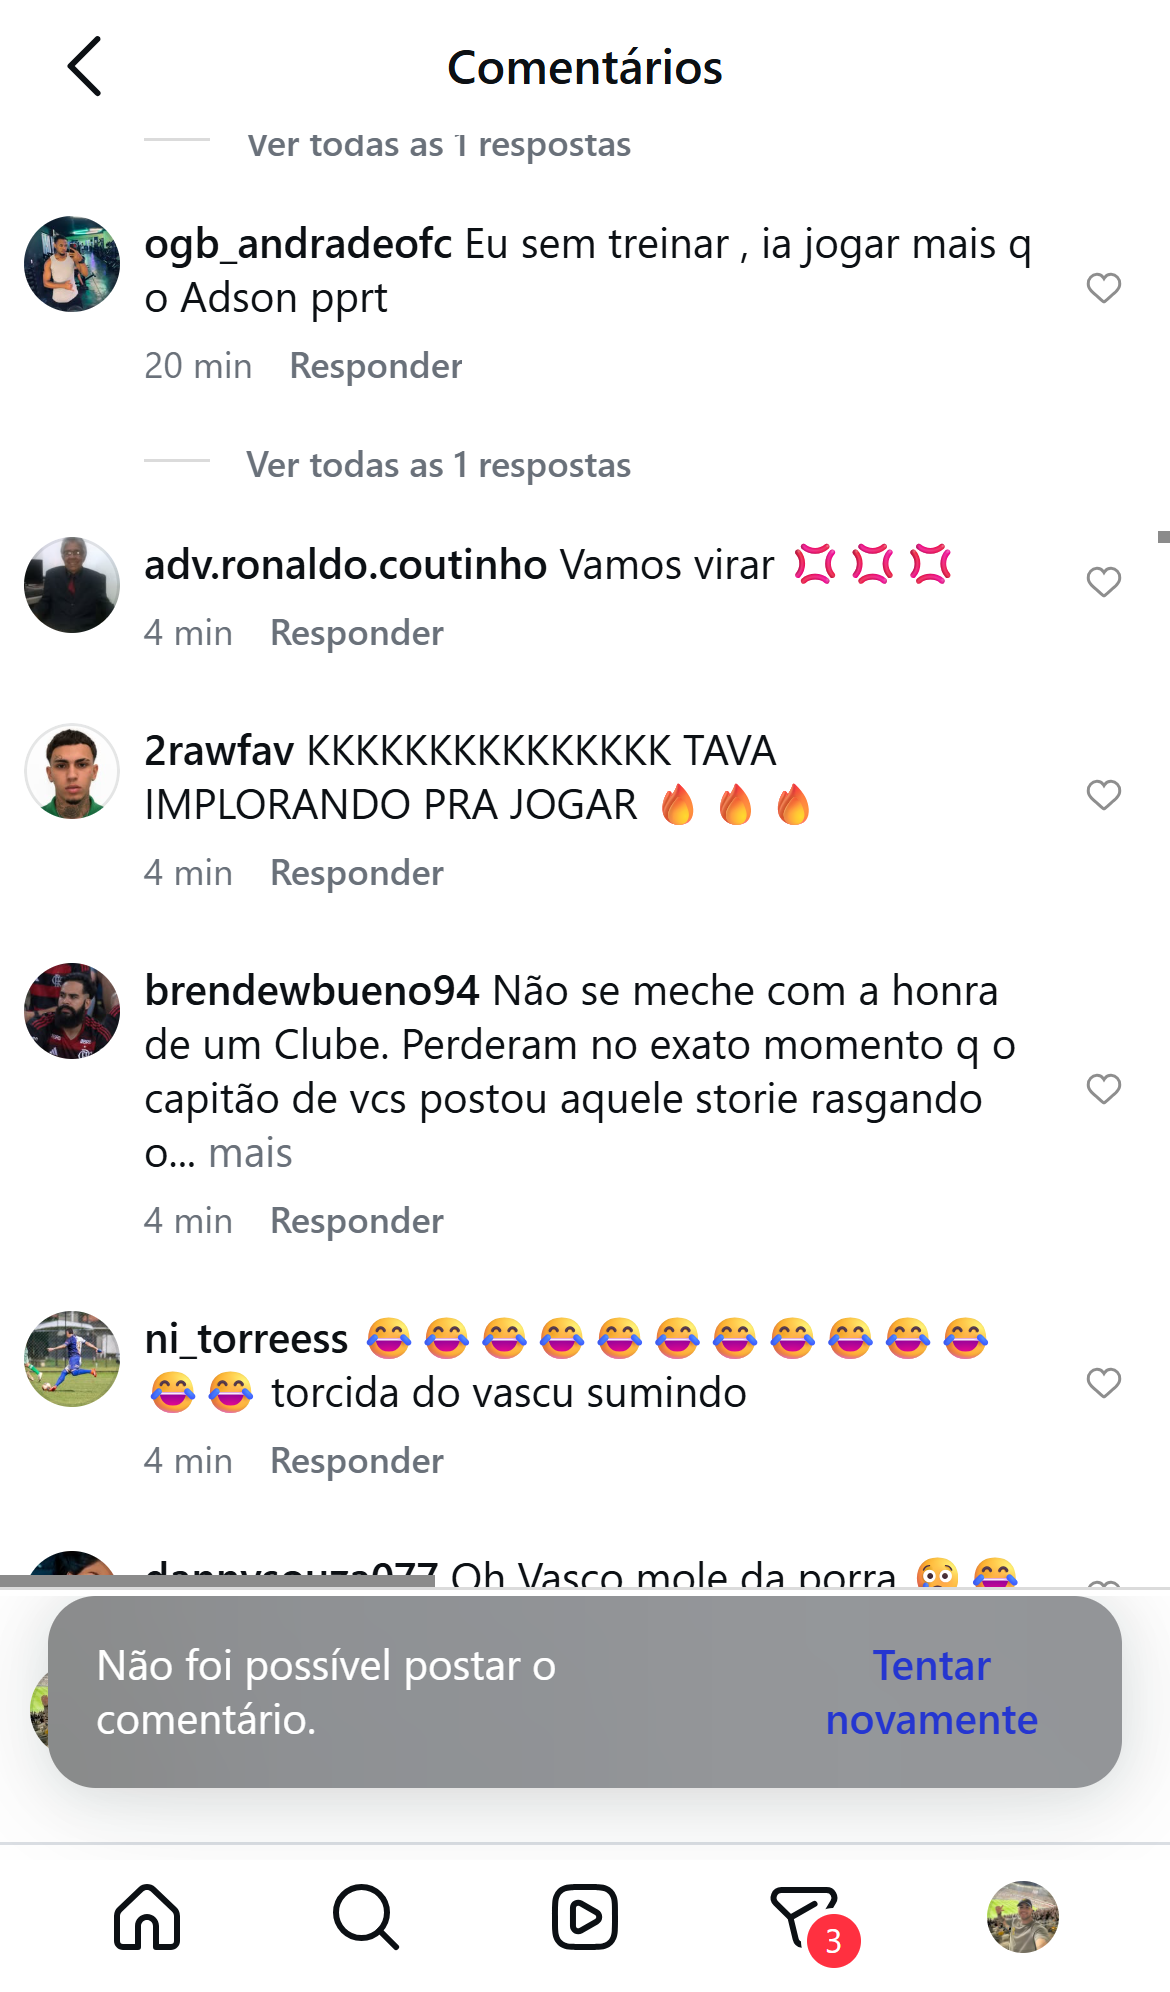 Comentários
Ver todas as 1 respostas
ogb_andradeofc Eu sem treinar , ia jogar mais q
o Adson pprt
20 min Responder
Ver todas as 1 respostas
adv.ronaldo.coutinho Vamos virar 💢💢💢
4 min Responder
2rawfav KKKKKKKKKKKKKKK TAVA
IMPLORANDO PRA JOGAR 🔥🔥🔥
4 min Responder
brendewbueno94 Não se meche com a honra
de um Clube. Perderam no exato momento q o
capitão de vcs postou aquele storie rasgando
o... mais
4 min Responder
ni_torreess 😂😂😂😂😂😂😂😂😂😂😂
😂😂 torcida do vascu sumindo
4 min Responder
dannysouza077 Oh Vasco mole da porra 😨😂
Não foi possível postar o
comentário.
Tentar
novamente
3